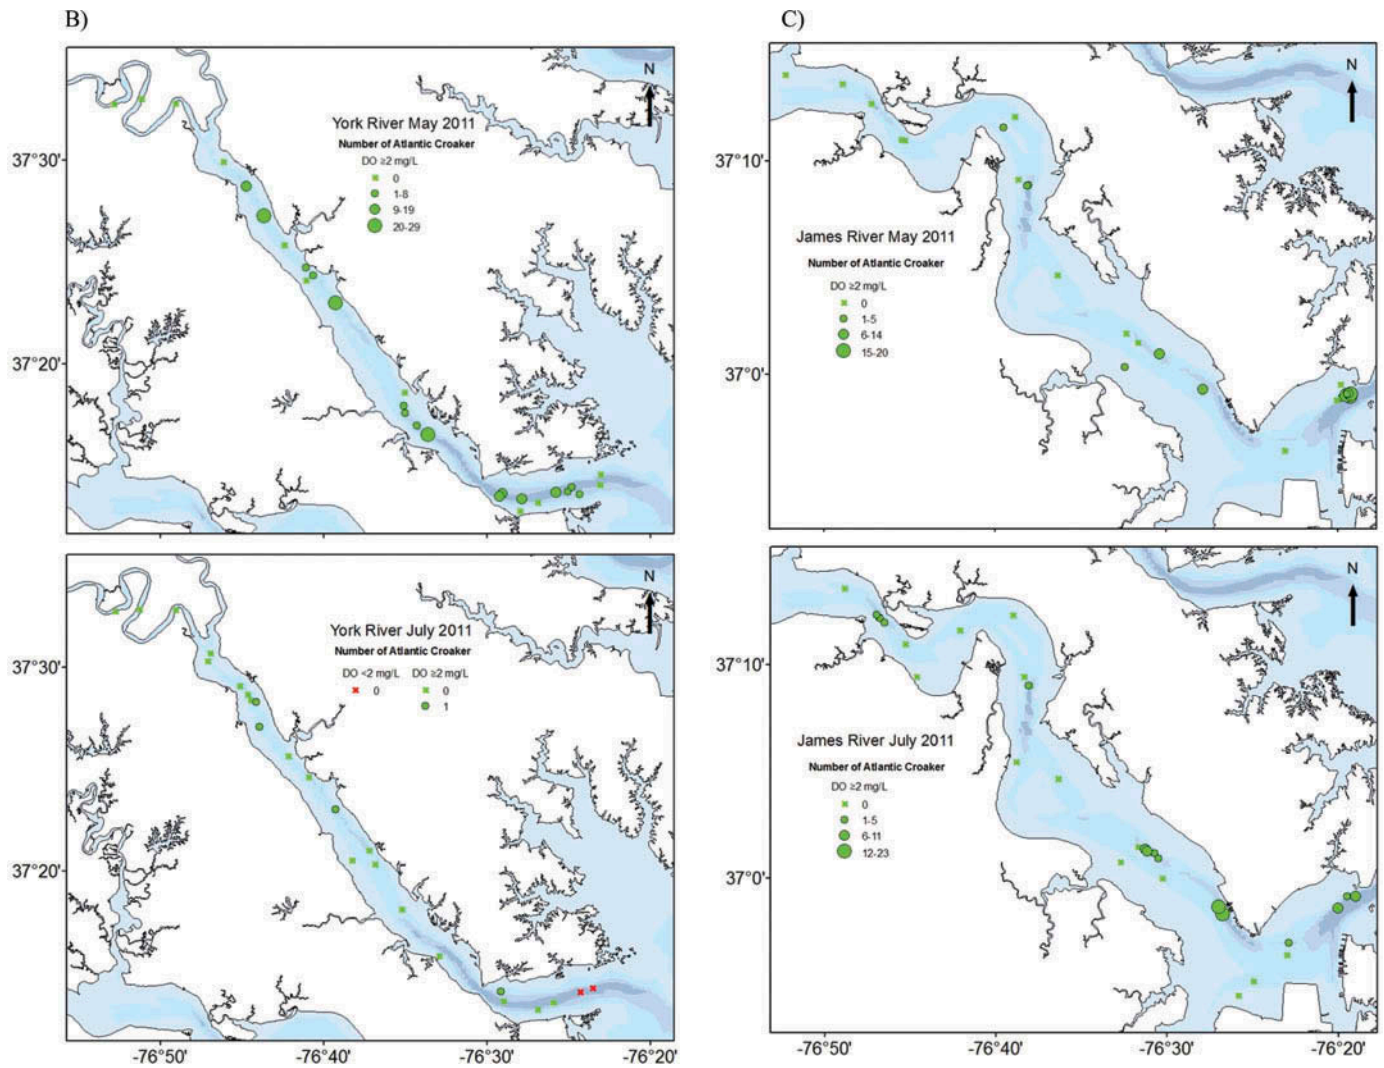 B)
N
York River May 2011
Number of Atlantic Croaker
DO ≥2 mg/L
0
1-8
9-19
20-29
37°30'
37°20'
N
York River July 2011
Number of Atlantic Croaker
DO <2 mg/L DO ≥2 mg/L
0 0
1
37°30'
37°20'
-76°50' -76°40' -76°30' -76°20'
C)
N
James River May 2011
Number of Atlantic Croaker
DO ≥2 mg/L
0
1-5
6-14
15-20
37°10'
37°0'
N
James River July 2011
Number of Atlantic Croaker
DO ≥2 mg/L
0
1-5
6-11
12-23
37°10'
37°0'
-76°50' -76°40' -76°30' -76°20'